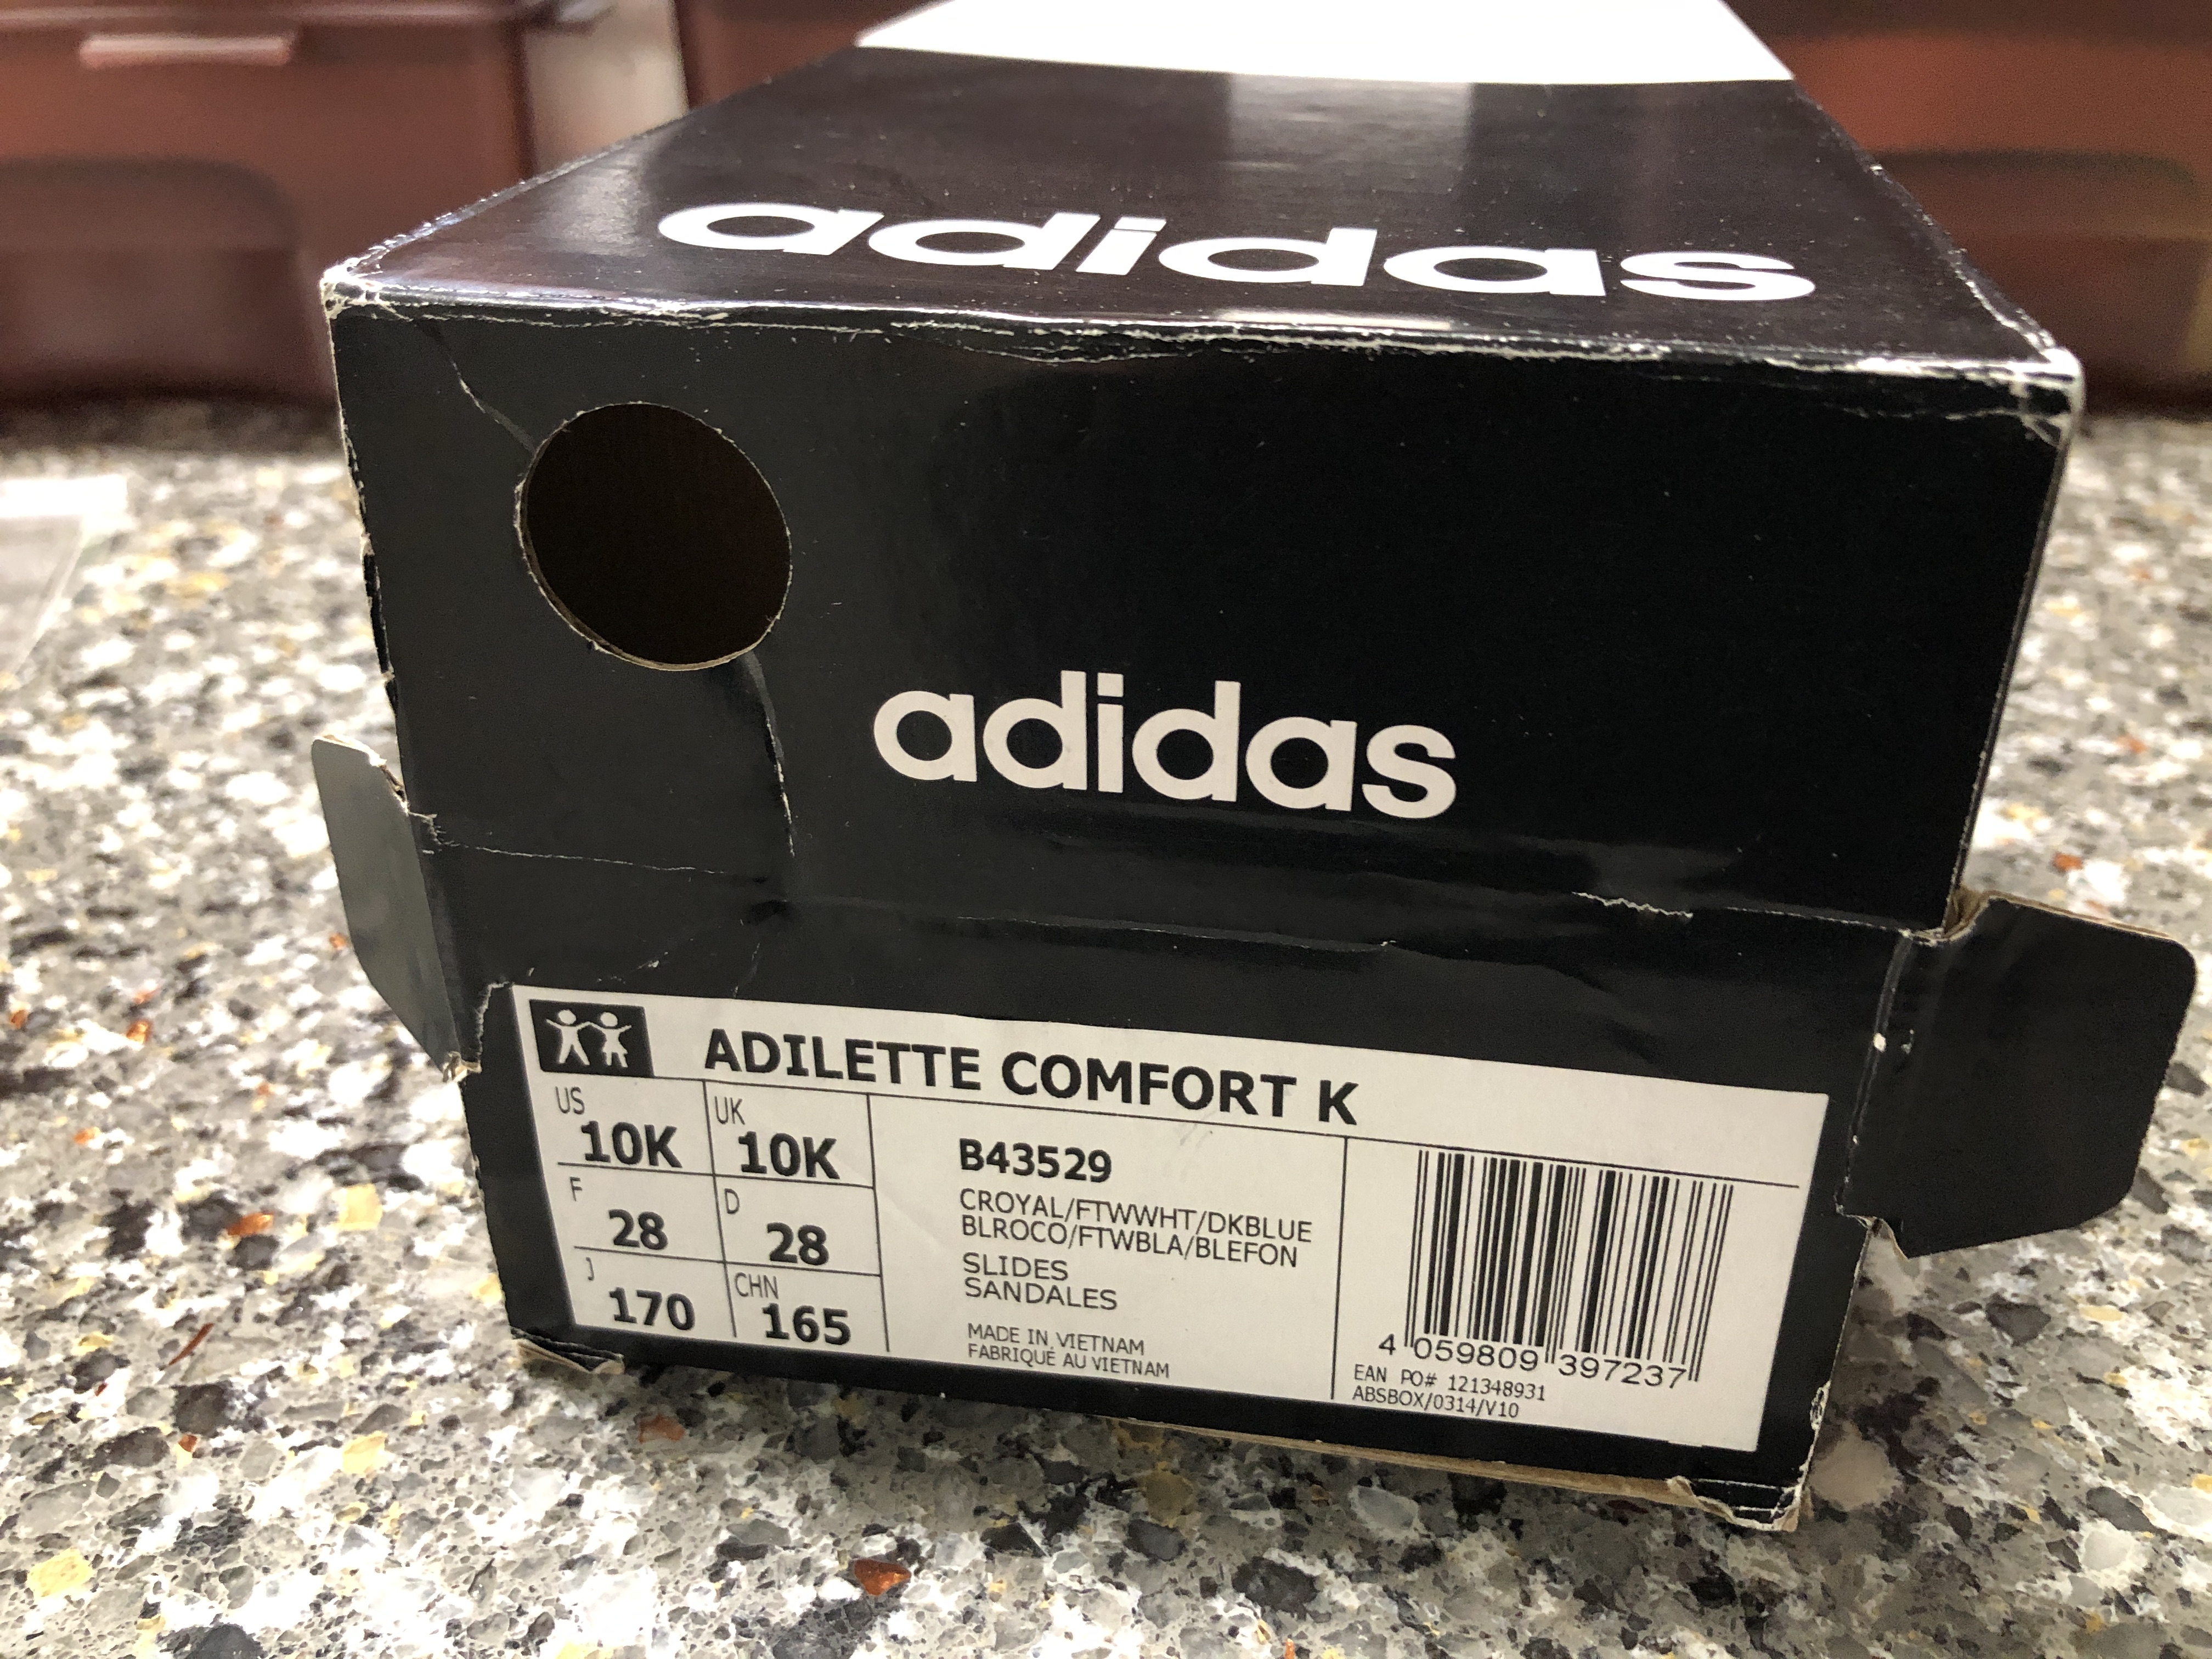 adidas
adidas
ADILETTE COMFORT K
US 10K
UK 10K
F 28
D 28
J 170
CHN 165
B43529
CROYAL/FTWWHT/DKBLUE
BLROCO/FTWBLA/BLEFON
SLIDES
SANDALES
MADE IN VIETNAM
FABRIQUÉ AU VIETNAM
4 059809 397237
EAN PO# 121348931
ABSBOX/0314/V10